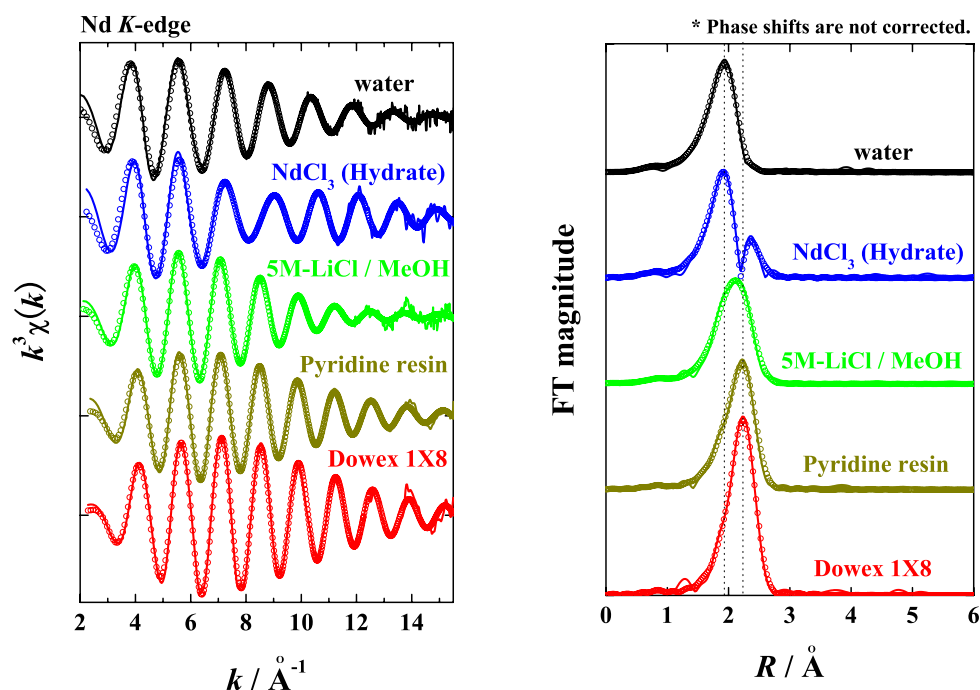 Nd K-edge
* Phase shifts are not corrected.
k³χ(k)
water
NdCl₃ (Hydrate)
5M-LiCl / MeOH
Pyridine resin
Dowex 1X8
2 4 6 8 10 12 14
k / Å⁻¹
FT magnitude
water
NdCl₃ (Hydrate)
5M-LiCl / MeOH
Pyridine resin
Dowex 1X8
0 1 2 3 4 5 6
R / Å